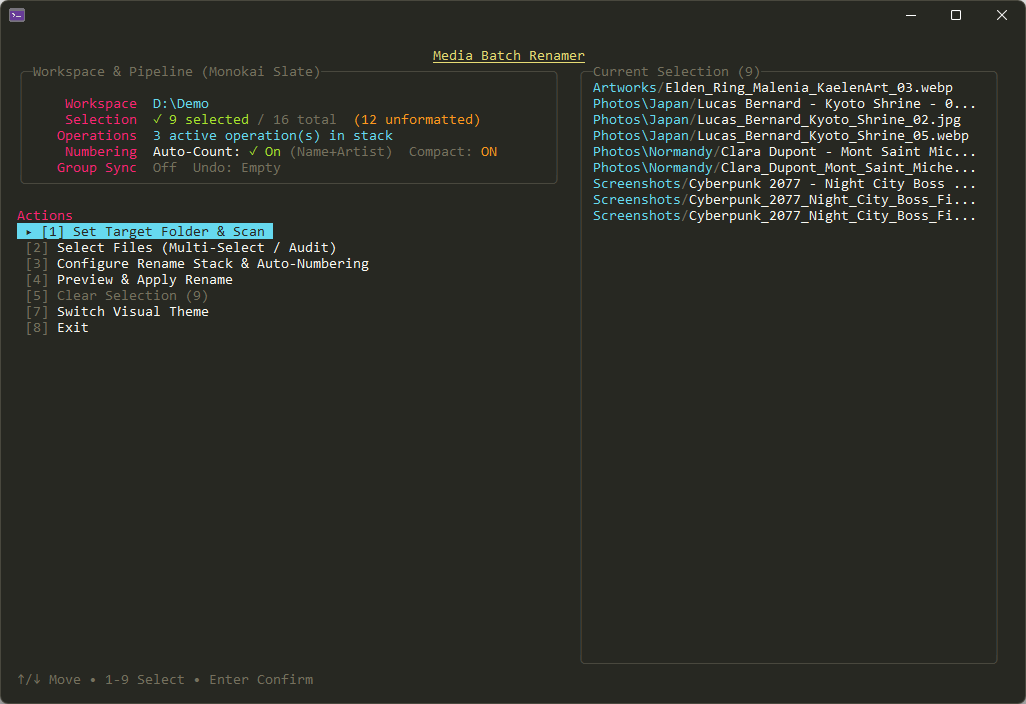 Media Batch Renamer
Workspace & Pipeline (Monokai Slate)
Workspace D:\Demo
Selection ✓ 9 selected / 16 total (12 unformatted)
Operations 3 active operation(s) in stack
Numbering Auto-Count: ✓ On (Name+Artist) Compact: ON
Group Sync Off Undo: Empty
Actions
▸ [1] Set Target Folder & Scan
[2] Select Files (Multi-Select / Audit)
[3] Configure Rename Stack & Auto-Numbering
[4] Preview & Apply Rename
[5] Clear Selection (9)
[7] Switch Visual Theme
[8] Exit
Current Selection (9)
Artworks/Elden_Ring_Malenia_KaelenArt_03.webp
Photos\Japan/Lucas Bernard - Kyoto Shrine - 0...
Photos\Japan/Lucas_Bernard_Kyoto_Shrine_02.jpg
Photos\Japan/Lucas_Bernard_Kyoto_Shrine_05.webp
Photos\Normandy/Clara Dupont - Mont Saint Mic...
Photos\Normandy/Clara_Dupont_Mont_Saint_Miche...
Screenshots/Cyberpunk 2077 - Night City Boss ...
Screenshots/Cyberpunk_2077_Night_City_Boss_Fi...
Screenshots/Cyberpunk_2077_Night_City_Boss_Fi...
↑/↓ Move • 1-9 Select • Enter Confirm